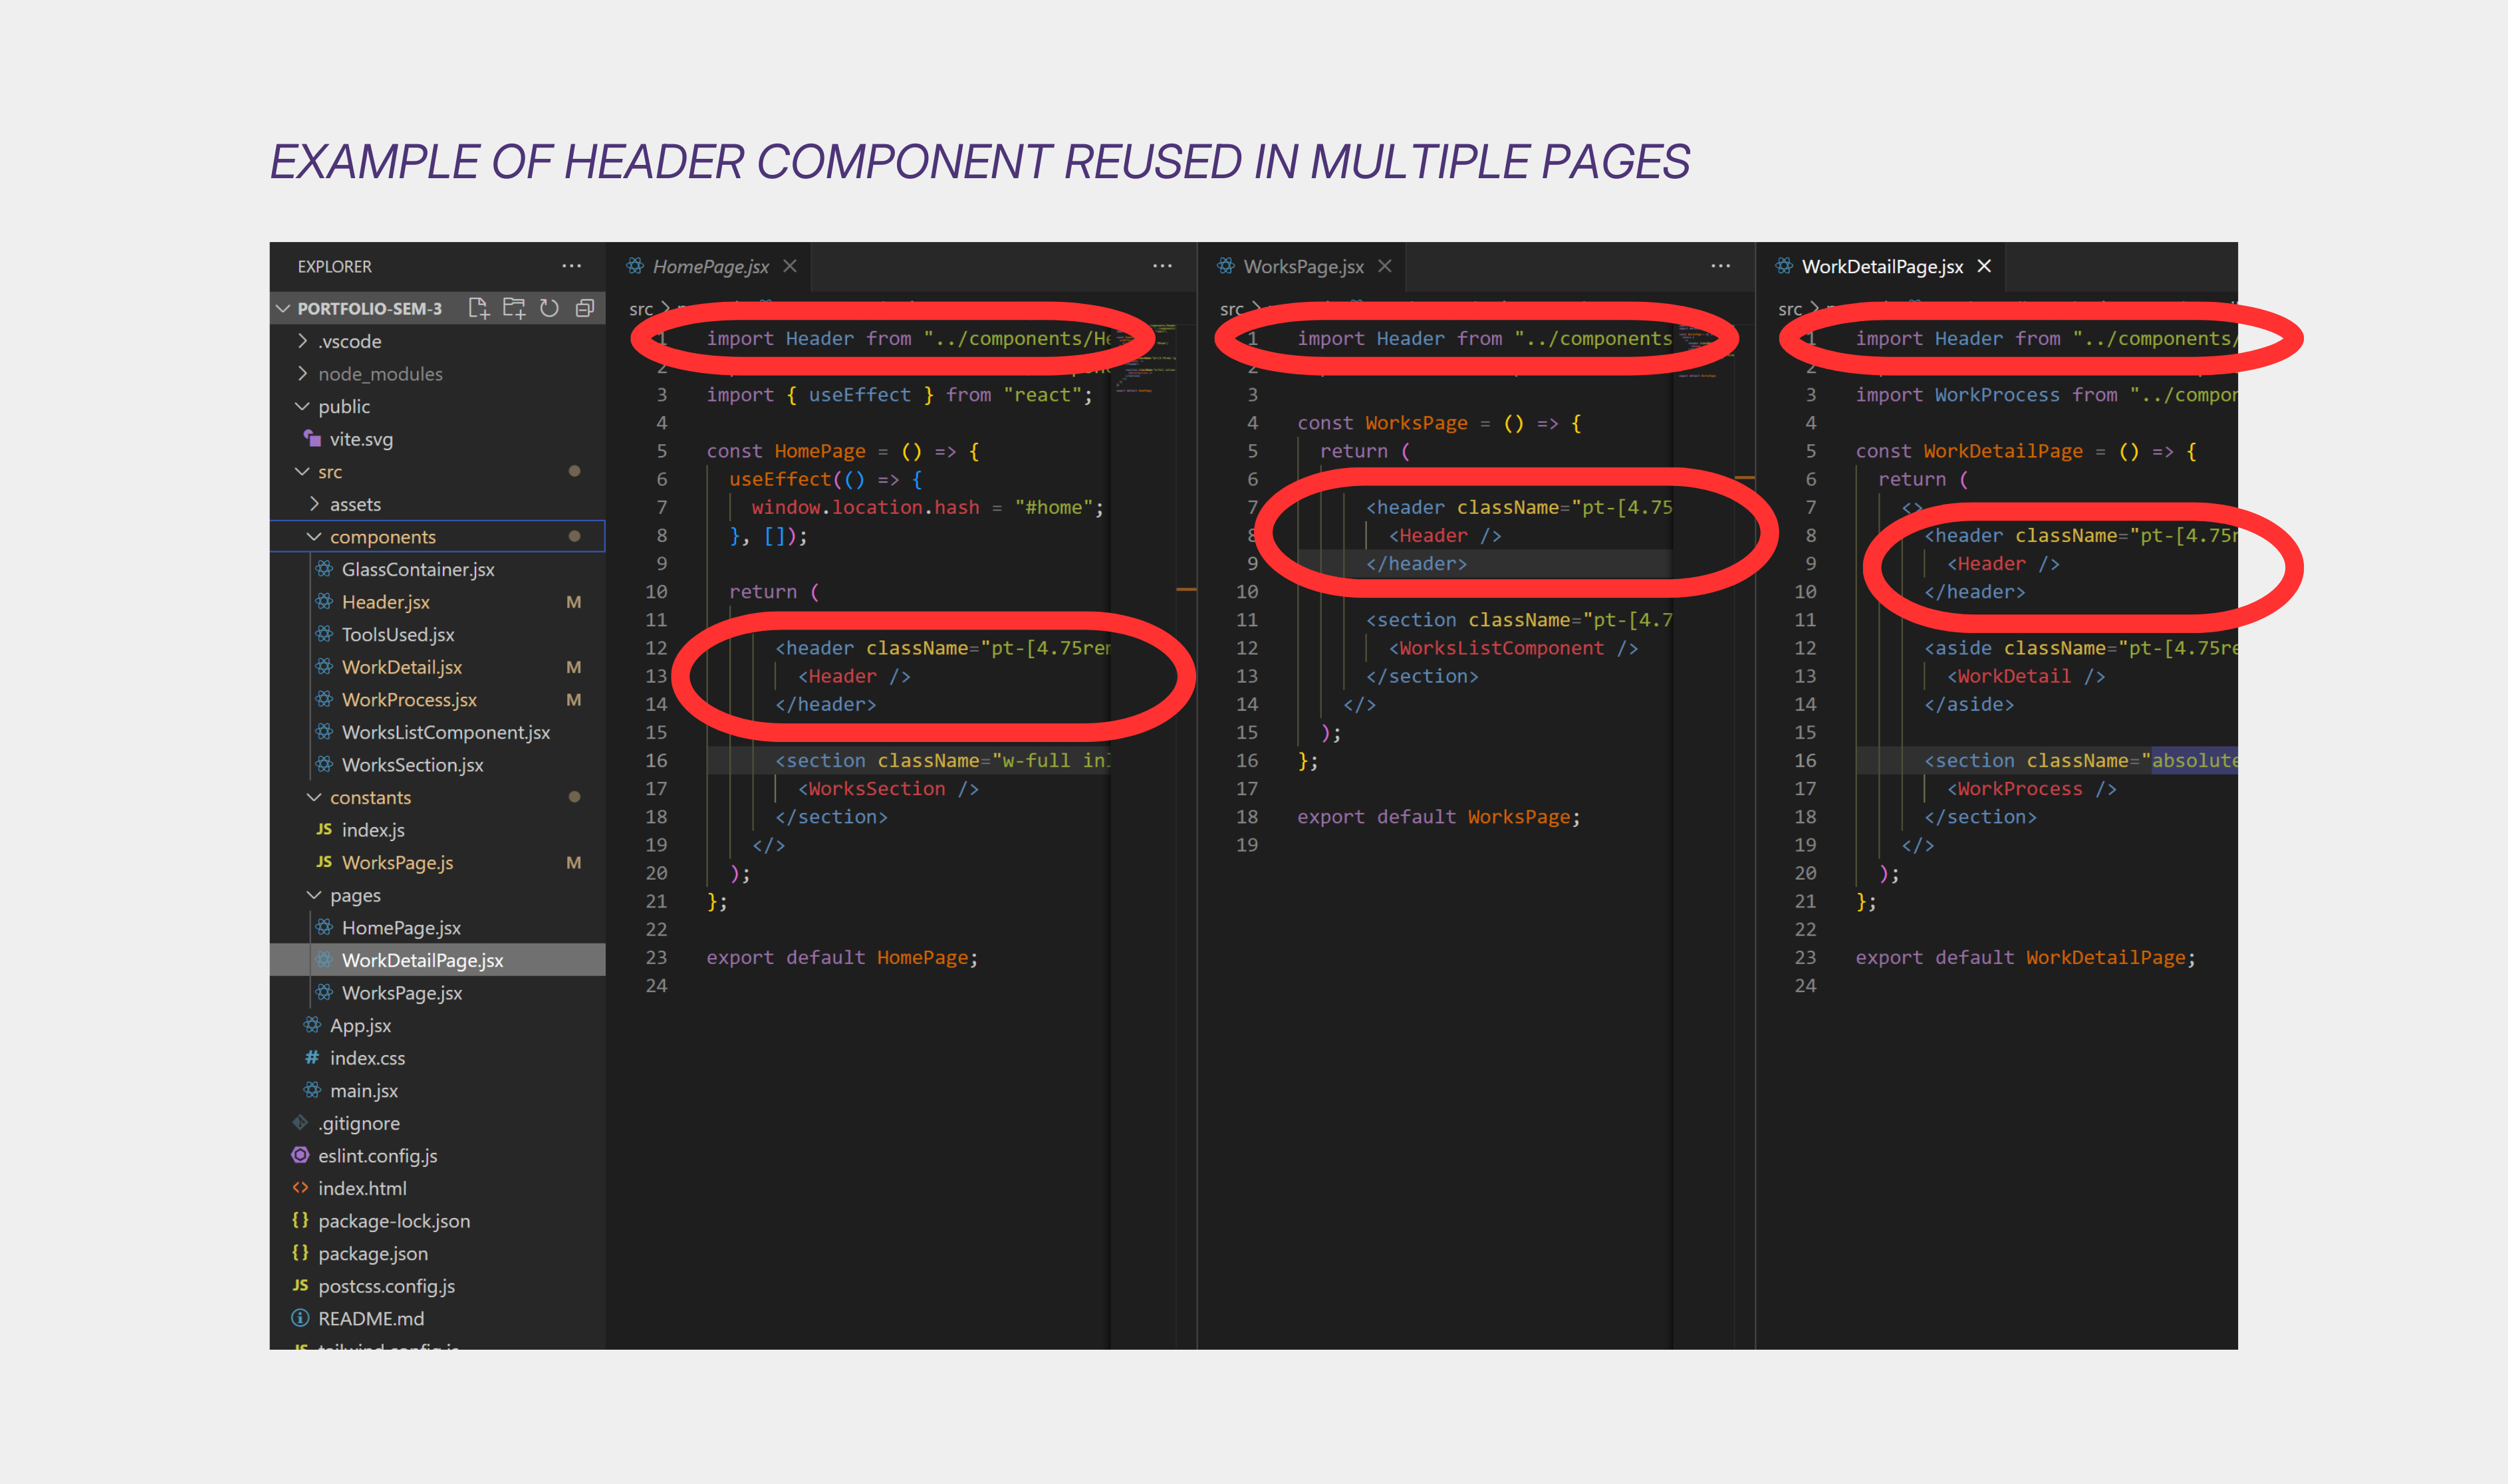 EXAMPLE OF HEADER COMPONENT REUSED IN MULTIPLE PAGES
EXPLORER
PORTFOLIO-SEM-3
.vscode
node_modules
public
vite.svg
src
assets
components
GlassContainer.jsx
Header.jsx M
ToolsUsed.jsx
WorkDetail.jsx M
WorkProcess.jsx M
WorksListComponent.jsx
WorksSection.jsx
constants
JS index.js
JS WorksPage.js M
pages
HomePage.jsx
WorkDetailPage.jsx
WorksPage.jsx
App.jsx
# index.css
main.jsx
.gitignore
eslint.config.js
<> index.html
{} package-lock.json
{} package.json
JS postcss.config.js
README.md
HomePage.jsx
src
1 import Header from "../components/He
2
3 import { useEffect } from "react";
4
5 const HomePage = () => {
6 useEffect(() => {
7 window.location.hash = "#home";
8 }, []);
9
10 return (
11
12 <header className="pt-[4.75rem
13 <Header />
14 </header>
15
16 <section className="w-full in
17 <WorksSection />
18 </section>
19 </>
20 );
21 };
22
23 export default HomePage;
24
WorksPage.jsx
src
1 import Header from "../components
2
3
4 const WorksPage = () => {
5 return (
6
7 <header className="pt-[4.75
8 <Header />
9 </header>
10
11 <section className="pt-[4.7
12 <WorksListComponent />
13 </section>
14 </>
15 );
16 };
17
18 export default WorksPage;
19
WorkDetailPage.jsx
src
1 import Header from "../components/
2
3 import WorkProcess from "../compon
4
5 const WorkDetailPage = () => {
6 return (
7 <>
8 <header className="pt-[4.75r
9 <Header />
10 </header>
11
12 <aside className="pt-[4.75re
13 <WorkDetail />
14 </aside>
15
16 <section className="absolute
17 <WorkProcess />
18 </section>
19 </>
20 );
21 };
22
23 export default WorkDetailPage;
24